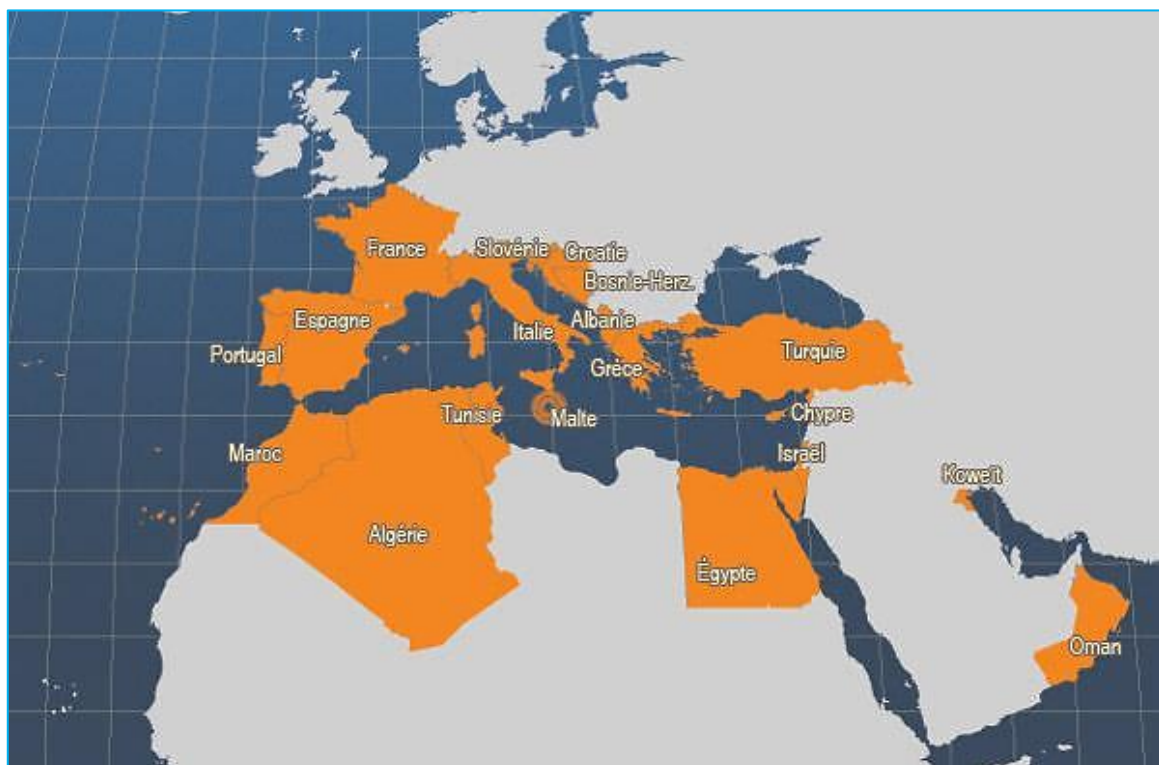 France
Slovénie
Croatie
Bosnie-Herz.
Espagne
Italie
Albanie
Portugal
Grèce
Turquie
Tunisie
Malte
Chypre
Maroc
Israël
Koweït
Algérie
Égypte
Oman